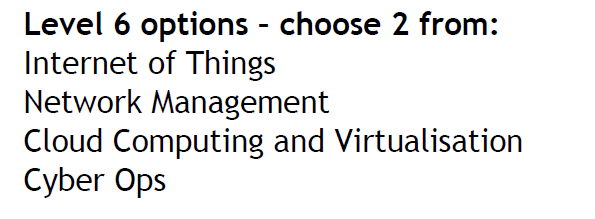 Level 6 options – choose 2 from:
Internet of Things
Network Management
Cloud Computing and Virtualisation
Cyber Ops